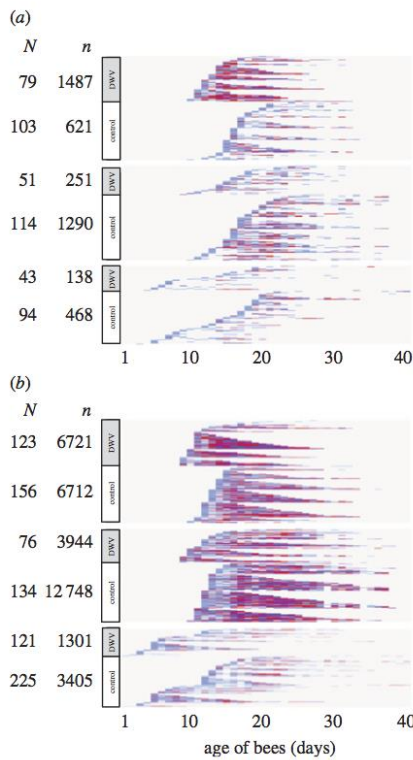 (a)
N n
79 1487 DWV
103 621 control
51 251 DWV
114 1290 control
43 138 DWV
94 468 control
1 10 20 30 40
(b)
N n
123 6721 DWV
156 6712 control
76 3944 DWV
134 12 748 control
121 1301 DWV
225 3405 control
1 10 20 30 40
age of bees (days)